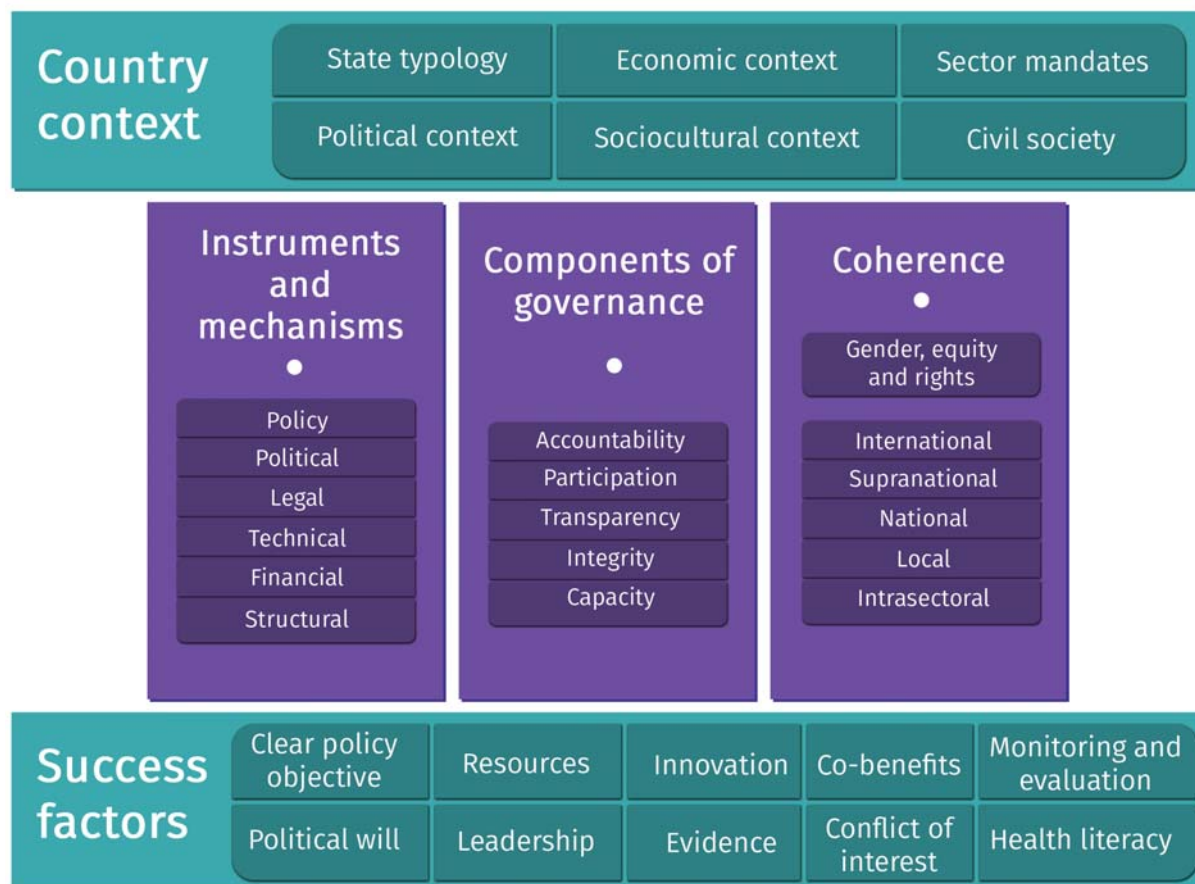 Country
context
State typology
Economic context
Sector mandates
Political context
Sociocultural context
Civil society
Instruments
and
mechanisms
Policy
Political
Legal
Technical
Financial
Structural
Components of
governance
Accountability
Participation
Transparency
Integrity
Capacity
Coherence
Gender, equity
and rights
International
Supranational
National
Local
Intrasectoral
Success
factors
Clear policy
objective
Resources
Innovation
Co-benefits
Monitoring and
evaluation
Political will
Leadership
Evidence
Conflict of
interest
Health literacy